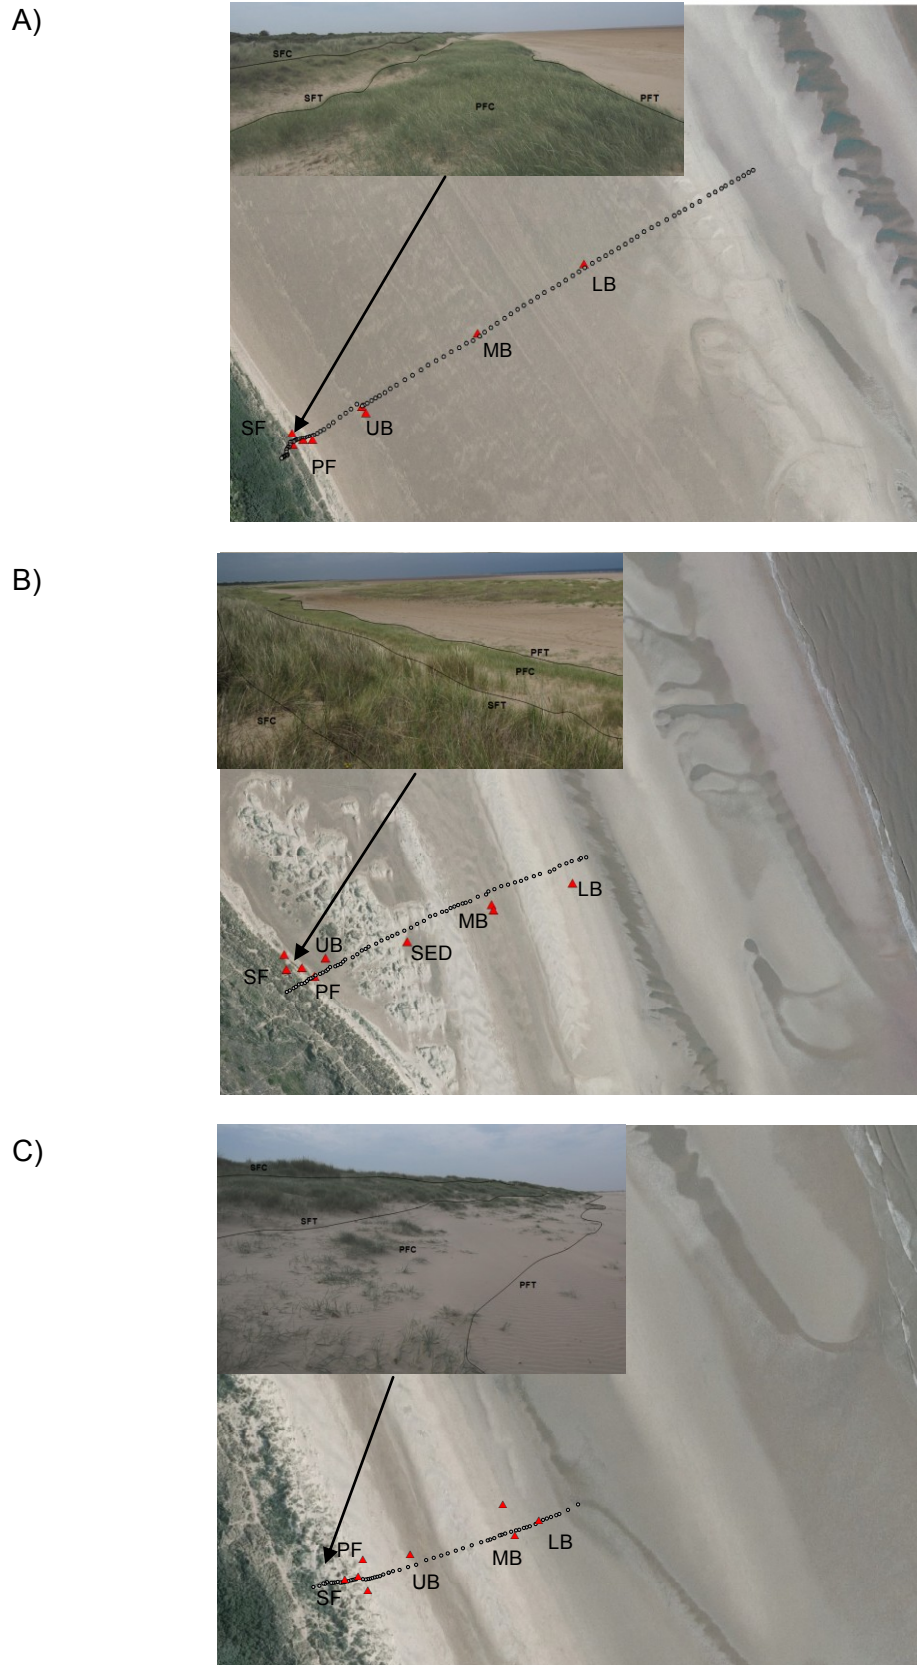 A)
SFC
SFT
PFC
PFT
LB
MB
SF
UB
PF
B)
PFT
PFC
SFT
SFC
LB
MB
UB
SED
SF
PF
C)
SFC
SFT
PFC
PFT
PF
MB
LB
UB
SF